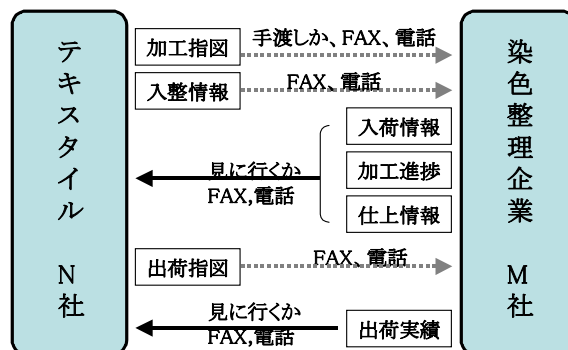 テキスタイル N社
加工指図
手渡しか、FAX、電話
入整情報
FAX、電話
入荷情報
加工進捗
仕上情報
見に行くか
FAX,電話
出荷指図
FAX、電話
見に行くか
FAX,電話
出荷実績
染色整理企業 M社